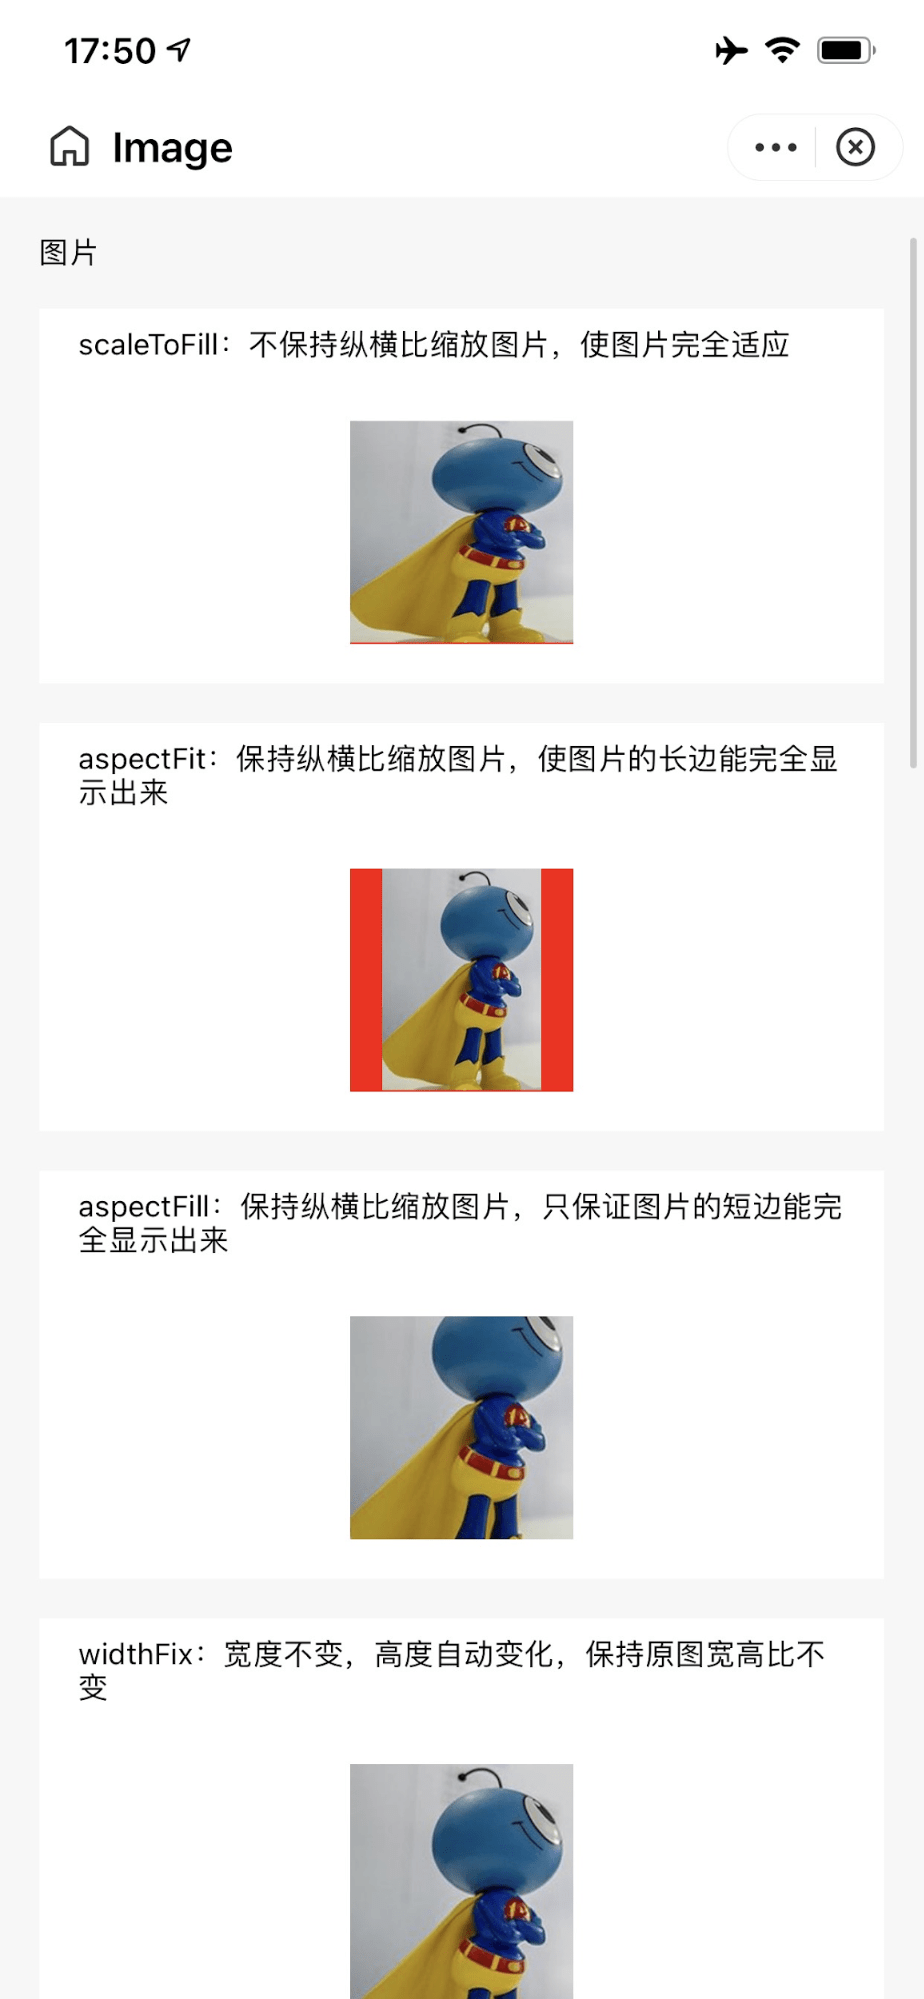 17:50
Image
图片
scaleToFill：不保持纵横比缩放图片，使图片完全适应
aspectFit：保持纵横比缩放图片，使图片的长边能完全显
示出来
aspectFill：保持纵横比缩放图片，只保证图片的短边能完
全显示出来
widthFix：宽度不变，高度自动变化，保持原图宽高比不
变